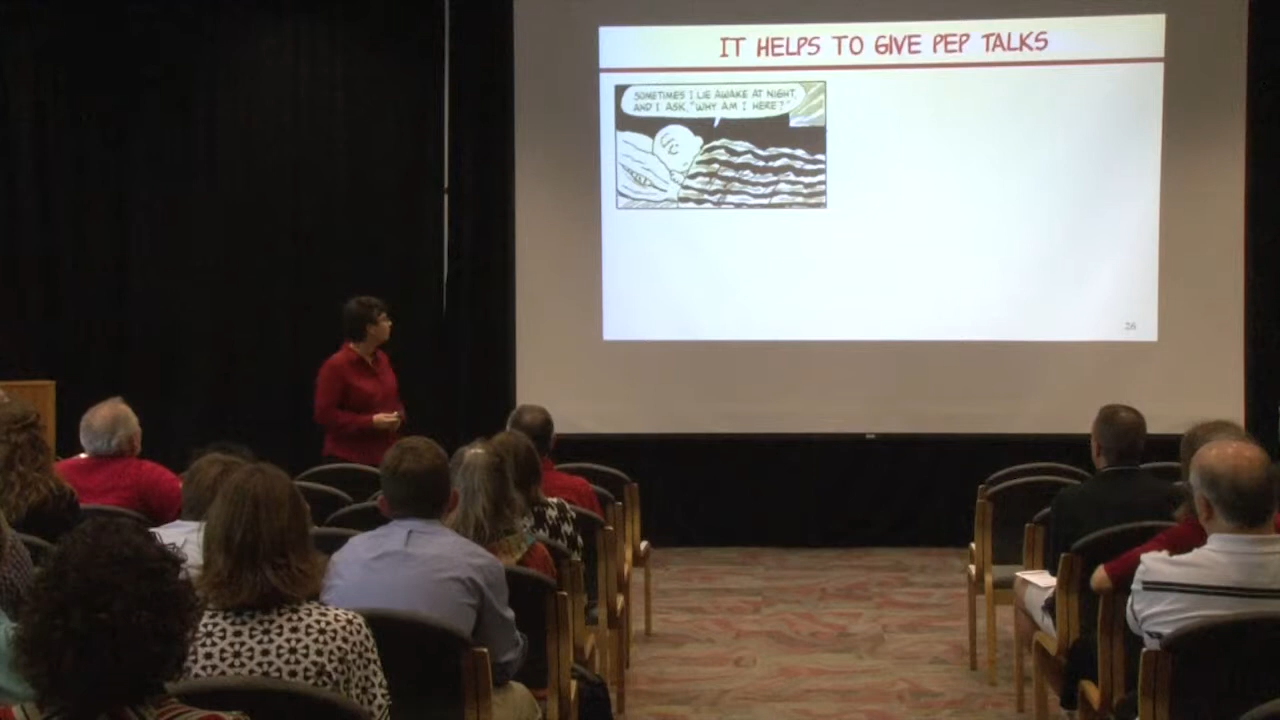 IT HELPS TO GIVE PEP TALKS
SOMETIMES I LIE AWAKE AT NIGHT,
AND I ASK, "WHY AM I HERE?"
26